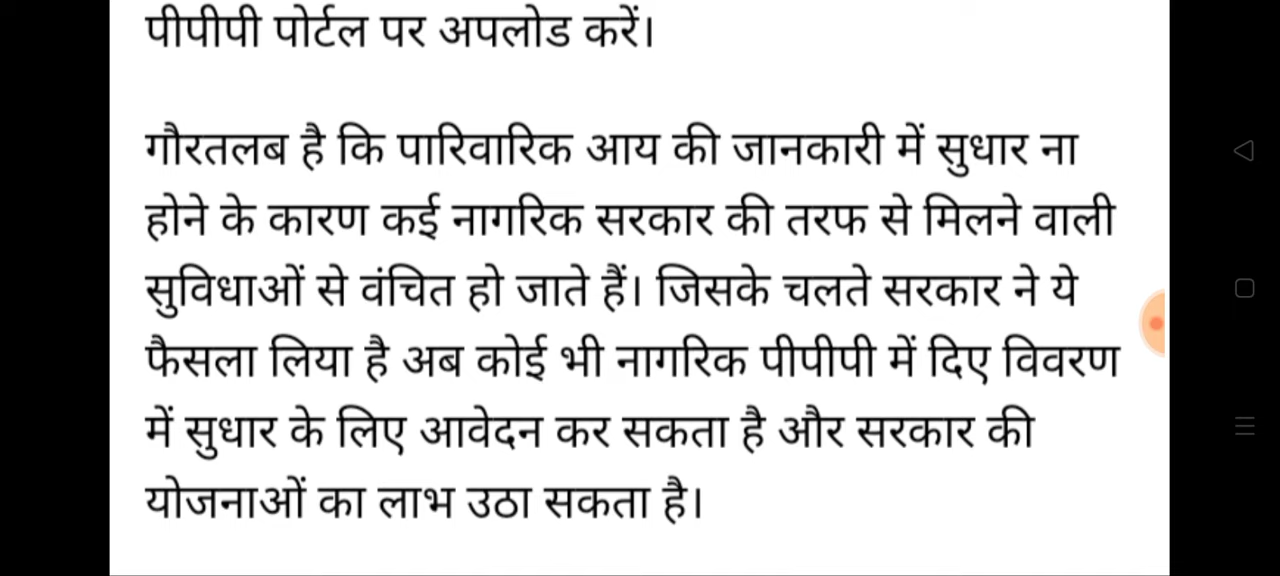 पीपीपी पोर्टल पर अपलोड करें।
गौरतलब है कि पारिवारिक आय की जानकारी में सुधार ना
होने के कारण कई नागरिक सरकार की तरफ से मिलने वाली
सुविधाओं से वंचित हो जाते हैं। जिसके चलते सरकार ने ये
फैसला लिया है अब कोई भी नागरिक पीपीपी में दिए विवरण
में सुधार के लिए आवेदन कर सकता है और सरकार की
योजनाओं का लाभ उठा सकता है।